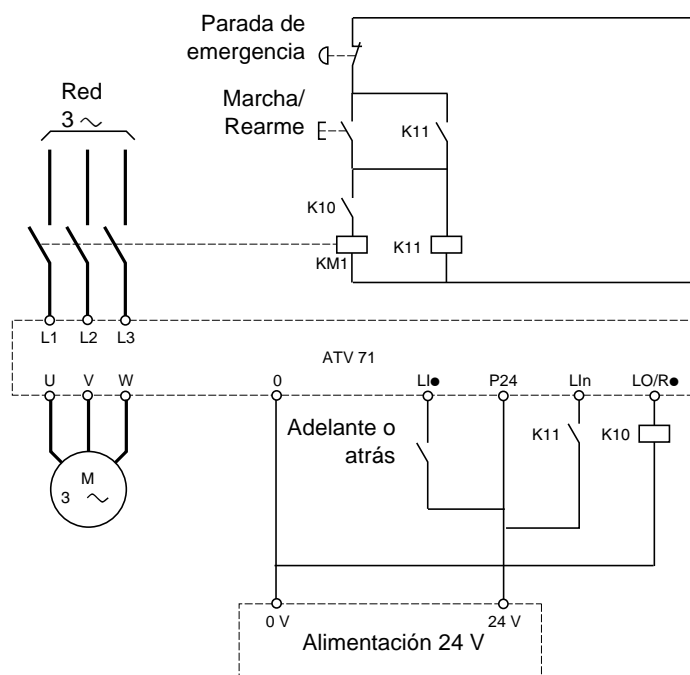 Parada de
emergencia
Red
3 ~
Marcha/
Rearme
K11
K10
KM1
K11
L1 L2 L3
ATV 71
U V W 0 LI● P24 LIn LO/R●
Adelante o
atrás
K11 K10
M
3 ~
0 V 24 V
Alimentación 24 V